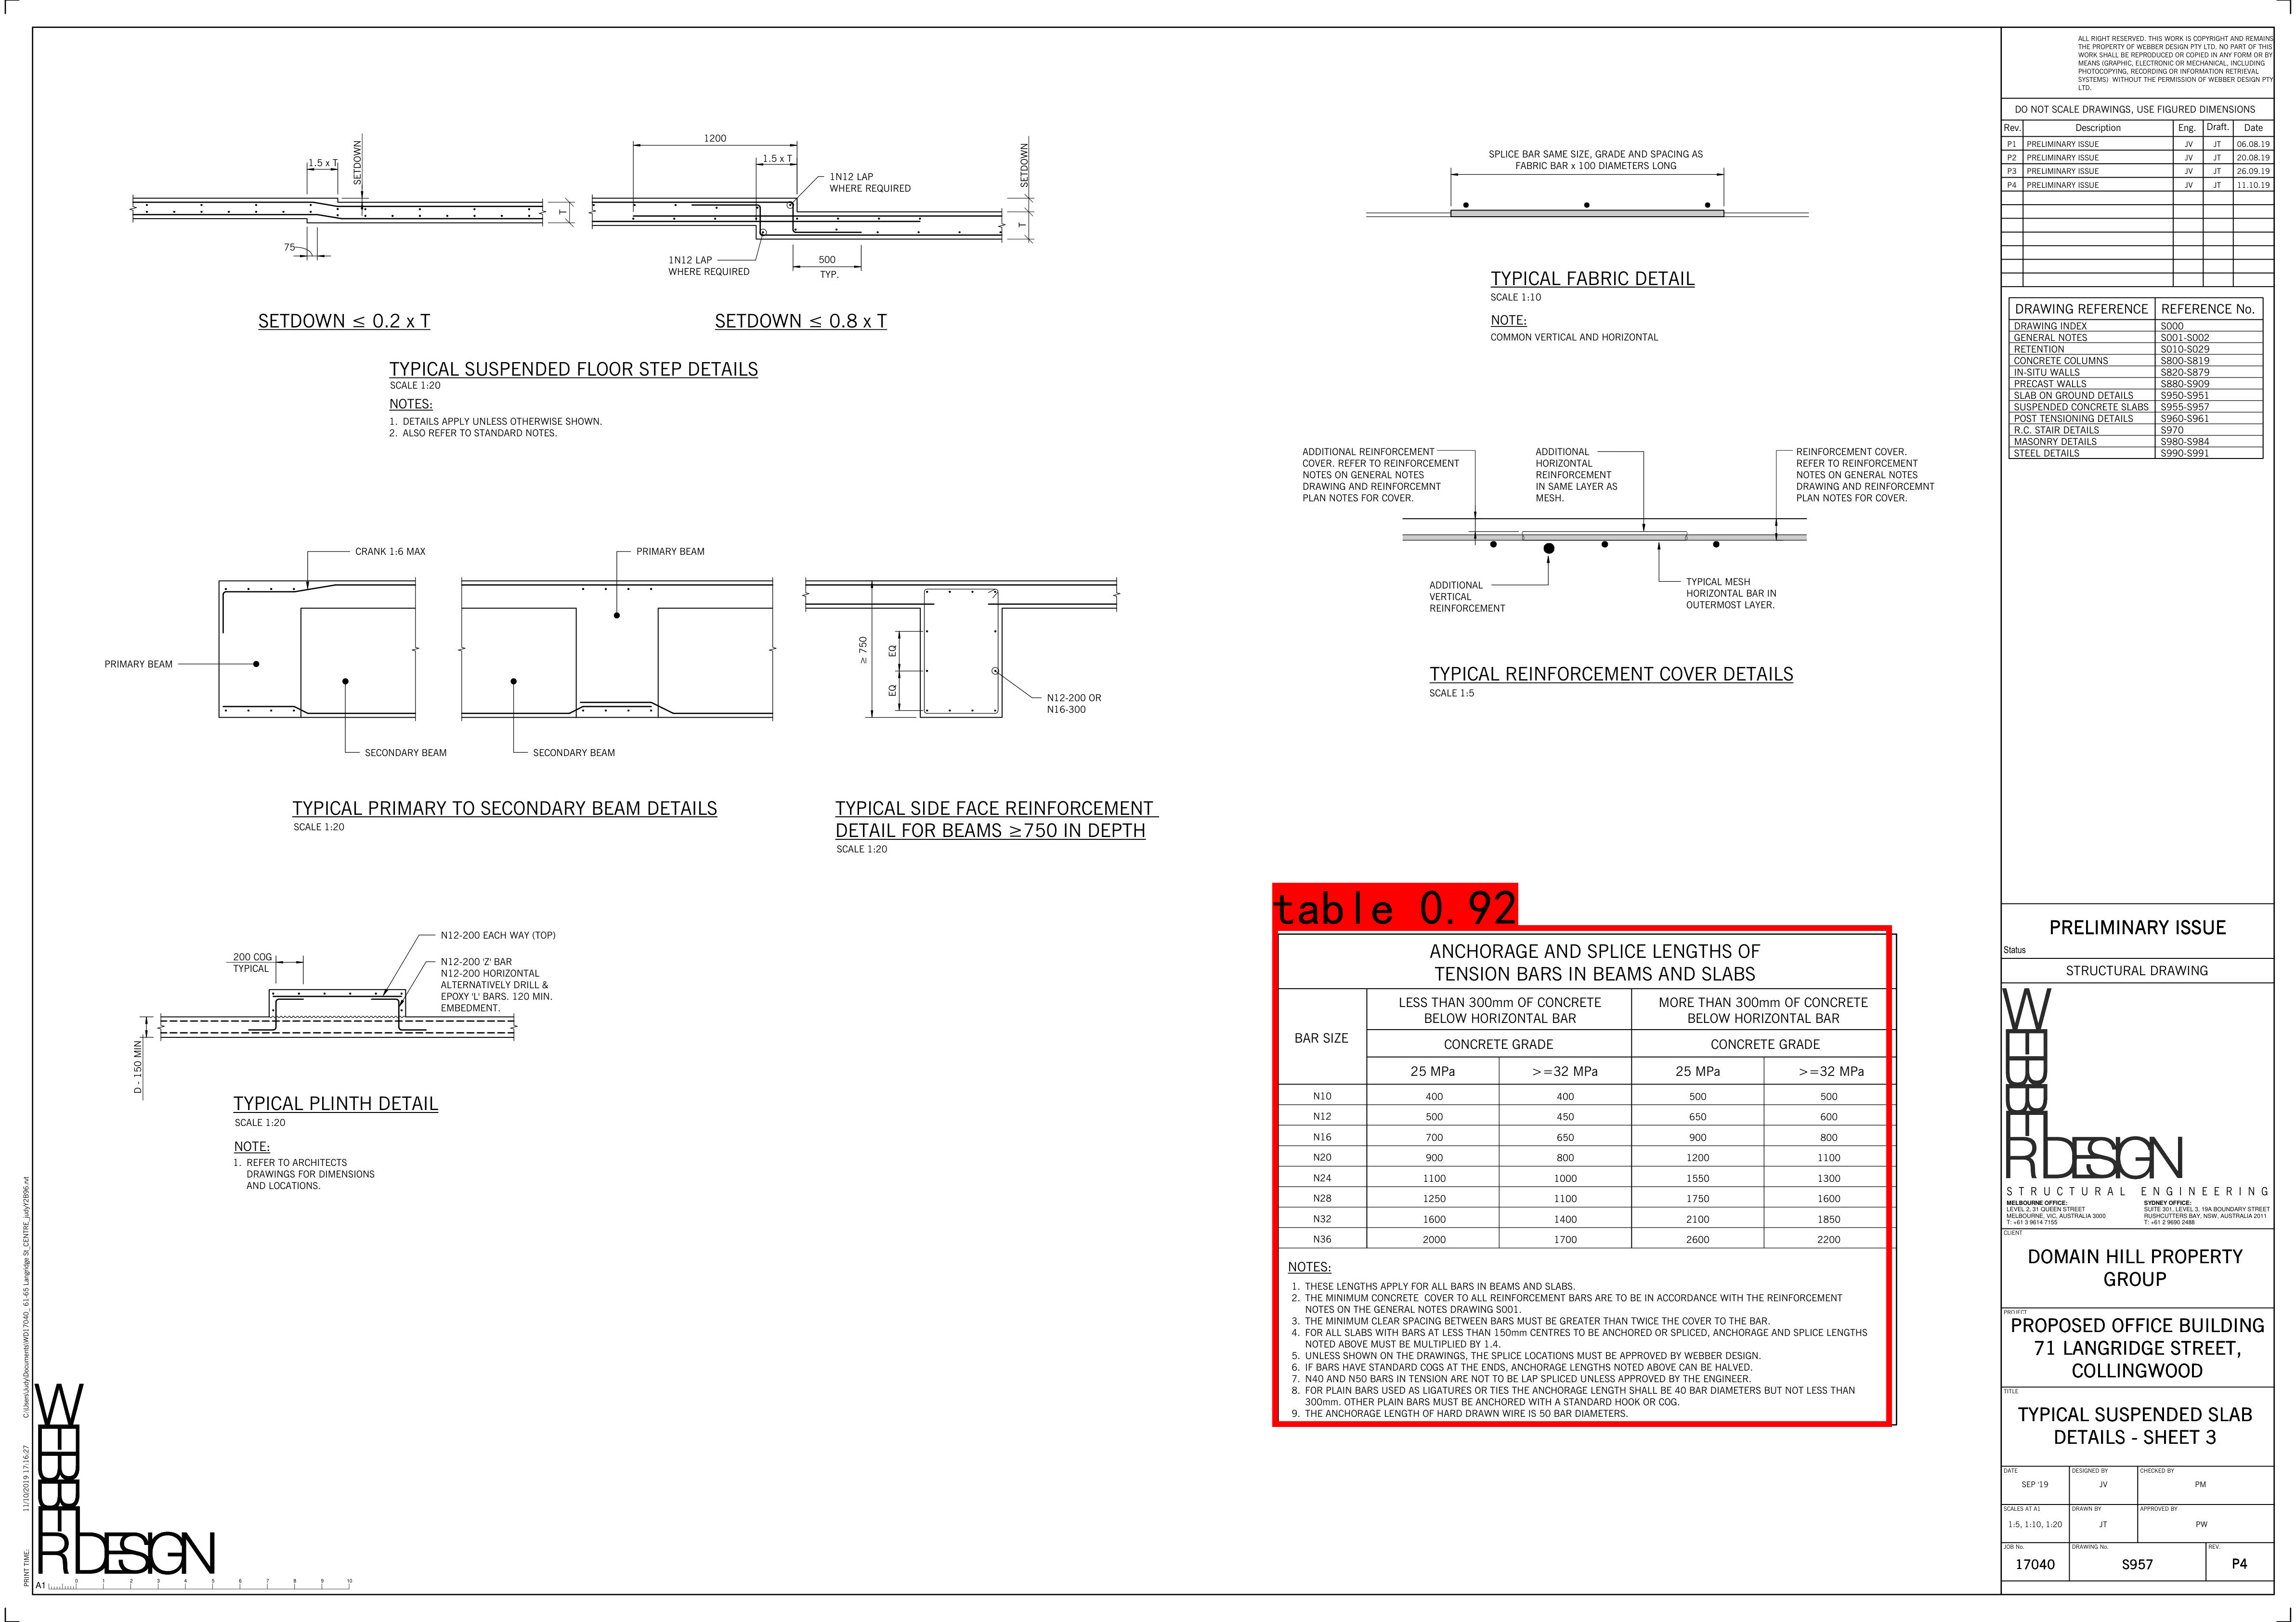 ALL RIGHT RESERVED. THIS WORK IS COPYRIGHT AND REMAINS
THE PROPERTY OF WEBBER DESIGN PTY LTD. NO PART OF THIS
WORK SHALL BE REPRODUCED OR COPIED IN ANY FORM OR BY
MEANS (GRAPHIC, ELECTRONIC OR MECHANICAL, INCLUDING
PHOTOCOPYING, RECORDING OR INFORMATION RETRIEVAL
SYSTEMS) WITHOUT THE PERMISSION OF WEBBER DESIGN PTY
LTD.
DO NOT SCALE DRAWINGS, USE FIGURED DIMENSIONS
Rev. Description Eng. Draft. Date
P1 PRELIMINARY ISSUE JV JT 06.08.19
P2 PRELIMINARY ISSUE JV JT 20.08.19
P3 PRELIMINARY ISSUE JV JT 26.09.19
P4 PRELIMINARY ISSUE JV JT 11.10.19
DRAWING REFERENCE REFERENCE No.
DRAWING INDEX S000
GENERAL NOTES S001-S002
RETENTION S010-S029
CONCRETE COLUMNS S800-S819
IN-SITU WALLS S820-S879
PRECAST WALLS S880-S909
SLAB ON GROUND DETAILS S950-S951
SUSPENDED CONCRETE SLABS S955-S957
POST TENSIONING DETAILS S960-S961
R.C. STAIR DETAILS S970
MASONRY DETAILS S980-S984
STEEL DETAILS S990-S991
1.5 x T
SETDOWN
T
75
SETDOWN ≤ 0.2 x T
1200
1.5 x T
1N12 LAP
WHERE REQUIRED
SETDOWN
T
1N12 LAP
WHERE REQUIRED
500
TYP.
SETDOWN ≤ 0.8 x T
TYPICAL SUSPENDED FLOOR STEP DETAILS
SCALE 1:20
NOTES:
1. DETAILS APPLY UNLESS OTHERWISE SHOWN.
2. ALSO REFER TO STANDARD NOTES.
SPLICE BAR SAME SIZE, GRADE AND SPACING AS
FABRIC BAR x 100 DIAMETERS LONG
TYPICAL FABRIC DETAIL
SCALE 1:10
NOTE:
COMMON VERTICAL AND HORIZONTAL
ADDITIONAL REINFORCEMENT
COVER. REFER TO REINFORCEMENT
NOTES ON GENERAL NOTES
DRAWING AND REINFORCEMNT
PLAN NOTES FOR COVER.
ADDITIONAL
HORIZONTAL
REINFORCEMENT
IN SAME LAYER AS
MESH.
REINFORCEMENT COVER.
REFER TO REINFORCEMENT
NOTES ON GENERAL NOTES
DRAWING AND REINFORCEMNT
PLAN NOTES FOR COVER.
ADDITIONAL
VERTICAL
REINFORCEMENT
TYPICAL MESH
HORIZONTAL BAR IN
OUTERMOST LAYER.
TYPICAL REINFORCEMENT COVER DETAILS
SCALE 1:5
CRANK 1:6 MAX
PRIMARY BEAM
PRIMARY BEAM
SECONDARY BEAM
SECONDARY BEAM
TYPICAL PRIMARY TO SECONDARY BEAM DETAILS
SCALE 1:20
≥ 750
EQ
EQ
N12-200 OR
N16-300
TYPICAL SIDE FACE REINFORCEMENT
DETAIL FOR BEAMS ≥750 IN DEPTH
SCALE 1:20
N12-200 EACH WAY (TOP)
200 COG
TYPICAL
N12-200 'Z' BAR
N12-200 HORIZONTAL
ALTERNATIVELY DRILL &
EPOXY 'L' BARS. 120 MIN.
EMBEDMENT.
D - 150 MIN.
TYPICAL PLINTH DETAIL
SCALE 1:20
NOTE:
1. REFER TO ARCHITECTS
DRAWINGS FOR DIMENSIONS
AND LOCATIONS.
table 0.92
ANCHORAGE AND SPLICE LENGTHS OF
TENSION BARS IN BEAMS AND SLABS
BAR SIZE
LESS THAN 300mm OF CONCRETE
BELOW HORIZONTAL BAR
MORE THAN 300mm OF CONCRETE
BELOW HORIZONTAL BAR
CONCRETE GRADE CONCRETE GRADE
25 MPa >=32 MPa 25 MPa >=32 MPa
N10 400 400 500 500
N12 500 450 650 600
N16 700 650 900 800
N20 900 800 1200 1100
N24 1100 1000 1550 1300
N28 1250 1100 1750 1600
N32 1600 1400 2100 1850
N36 2000 1700 2600 2200
NOTES:
1. THESE LENGTHS APPLY FOR ALL BARS IN BEAMS AND SLABS.
2. THE MINIMUM CONCRETE COVER TO ALL REINFORCEMENT BARS ARE TO BE IN ACCORDANCE WITH THE REINFORCEMENT
NOTES ON THE GENERAL NOTES DRAWING S001.
3. THE MINIMUM CLEAR SPACING BETWEEN BARS MUST BE GREATER THAN TWICE THE COVER TO THE BAR.
4. FOR ALL SLABS WITH BARS AT LESS THAN 150mm CENTRES TO BE ANCHORED OR SPLICED, ANCHORAGE AND SPLICE LENGTHS
NOTED ABOVE MUST BE MULTIPLIED BY 1.4.
5. UNLESS SHOWN ON THE DRAWINGS, THE SPLICE LOCATIONS MUST BE APPROVED BY WEBBER DESIGN.
6. IF BARS HAVE STANDARD COGS AT THE ENDS, ANCHORAGE LENGTHS NOTED ABOVE CAN BE HALVED.
7. N40 AND N50 BARS IN TENSION ARE NOT TO BE LAP SPLICED UNLESS APPROVED BY THE ENGINEER.
8. FOR PLAIN BARS USED AS LIGATURES OR TIES THE ANCHORAGE LENGTH SHALL BE 40 BAR DIAMETERS BUT NOT LESS THAN
300mm. OTHER PLAIN BARS MUST BE ANCHORED WITH A STANDARD HOOK OR COG.
9. THE ANCHORAGE LENGTH OF HARD DRAWN WIRE IS 50 BAR DIAMETERS.
PRELIMINARY ISSUE
Status
STRUCTURAL DRAWING
WEBBER DESIGN
STRUCTURAL ENGINEERING
MELBOURNE OFFICE:
LEVEL 2, 31 QUEEN STREET
MELBOURNE, VIC, AUSTRALIA 3000
T: +61 3 9614 7155
SYDNEY OFFICE:
SUITE 301, LEVEL 3, 19A BOUNDARY STREET
RUSHCUTTERS BAY, NSW, AUSTRALIA 2011
T: +61 2 9690 2488
CLIENT
DOMAIN HILL PROPERTY
GROUP
PROJECT
PROPOSED OFFICE BUILDING
71 LANGRIDGE STREET,
COLLINGWOOD
TITLE
TYPICAL SUSPENDED SLAB
DETAILS - SHEET 3
DATE DESIGNED BY CHECKED BY
SEP '19 JV PM
SCALES AT A1 DRAWN BY APPROVED BY
1:5, 1:10, 1:20 JT PW
JOB No. DRAWING No. REV.
17040 S957 P4
PRINT TIME: 11/10/2019 17:16:27 C:\Users\Judy\Documents\WD17040_ 61-65 Langridge St_CENTRE_judyY2B96.rvt
WEBBER DESIGN
A1 0 1 2 3 4 5 6 7 8 9 10